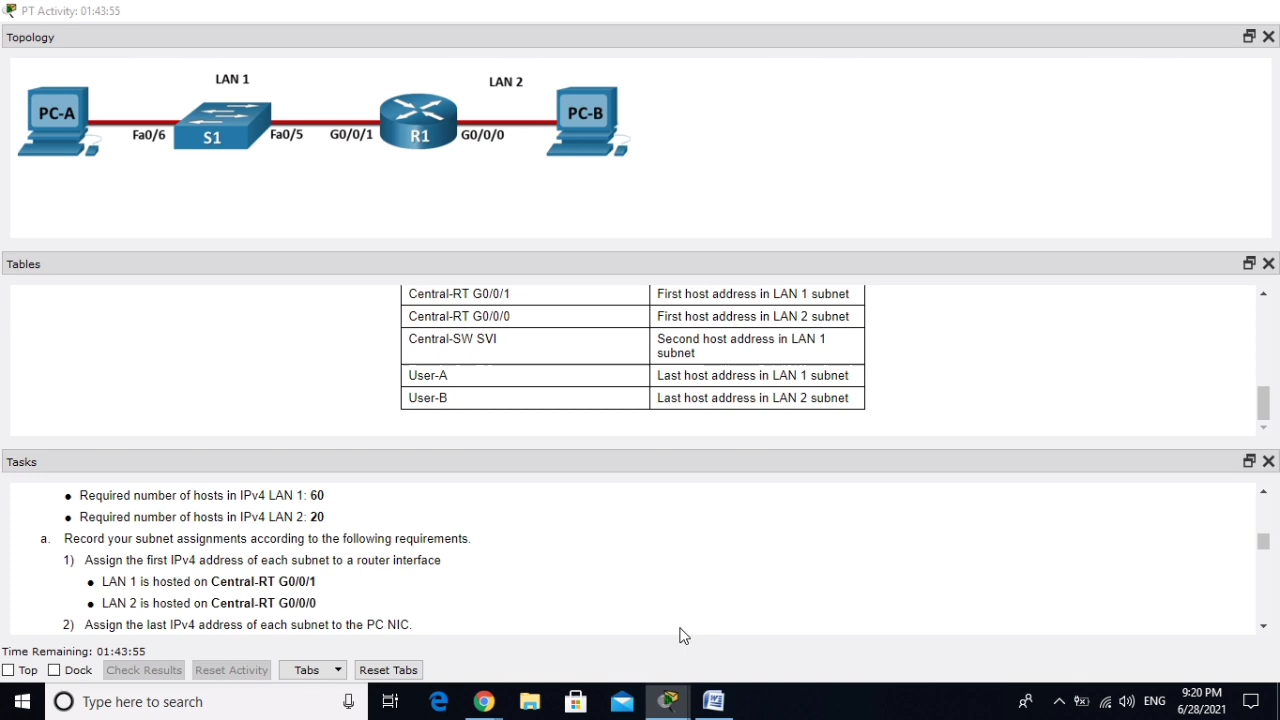 PT Activity: 01:43:55
Topology
LAN 1
LAN 2
PC-A
Fa0/6
S1
Fa0/5
G0/0/1
R1
G0/0/0
PC-B
Tables
Central-RT G0/0/1 First host address in LAN 1 subnet
Central-RT G0/0/0 First host address in LAN 2 subnet
Central-SW SVI Second host address in LAN 1
subnet
User-A Last host address in LAN 1 subnet
User-B Last host address in LAN 2 subnet
Tasks
● Required number of hosts in IPv4 LAN 1: 60
● Required number of hosts in IPv4 LAN 2: 20
a. Record your subnet assignments according to the following requirements.
1) Assign the first IPv4 address of each subnet to a router interface
● LAN 1 is hosted on Central-RT G0/0/1
● LAN 2 is hosted on Central-RT G0/0/0
2) Assign the last IPv4 address of each subnet to the PC NIC.
Time Remaining: 01:43:55
Top Dock Check Results Reset Activity Tabs Reset Tabs
Type here to search
ENG
9:20 PM
6/28/2021